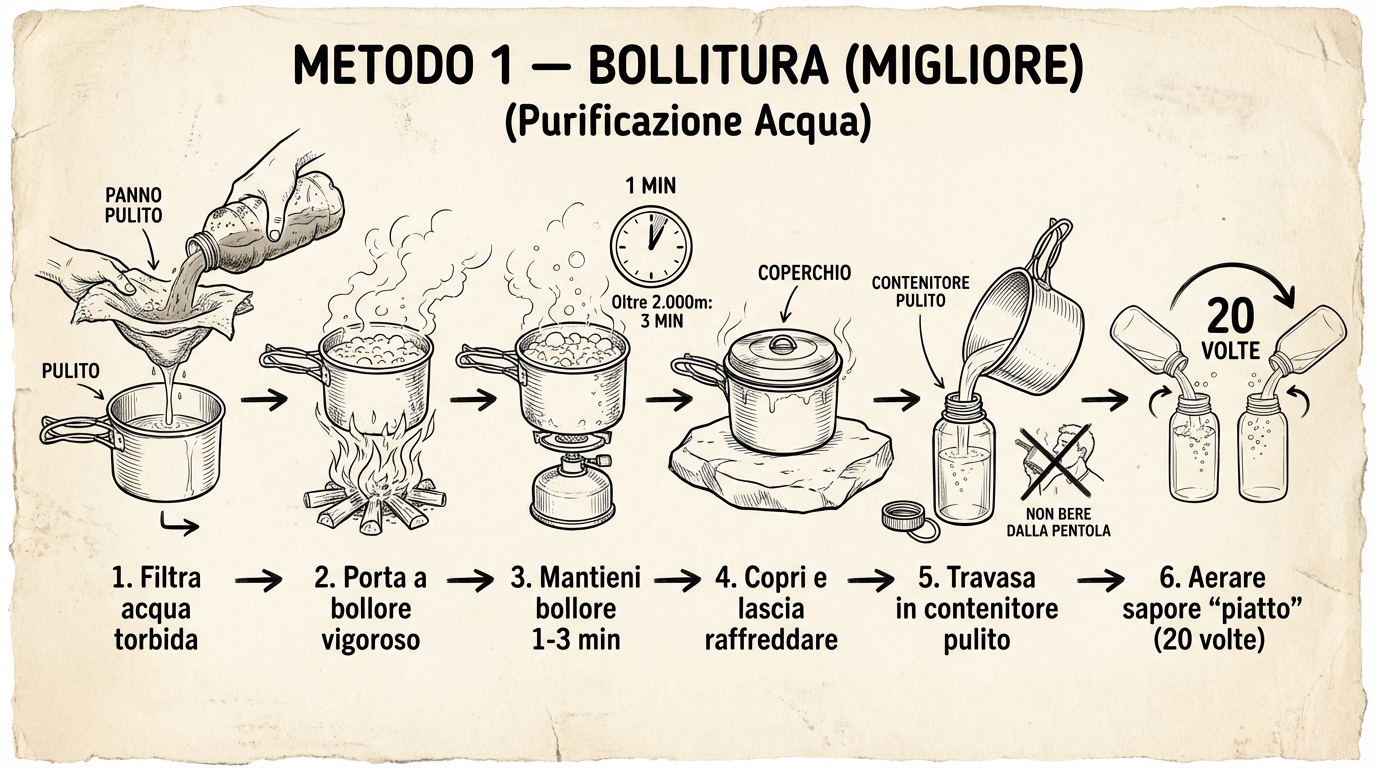 METODO 1 — BOLLITURA (MIGLIORE)
(Purificazione Acqua)
PANNO
PULITO
PULITO
1 MIN
Oltre 2.000m:
3 MIN
COPERCHIO
CONTENITORE
PULITO
NON BERE
DALLA PENTOLA
20
VOLTE
1. Filtra
acqua
torbida
2. Porta a
bollore
vigoroso
3. Mantieni
bollore
1-3 min
4. Copri e
lascia
raffreddare
5. Travasa
in contenitore
pulito
6. Aerare
sapore “piatto”
(20 volte)